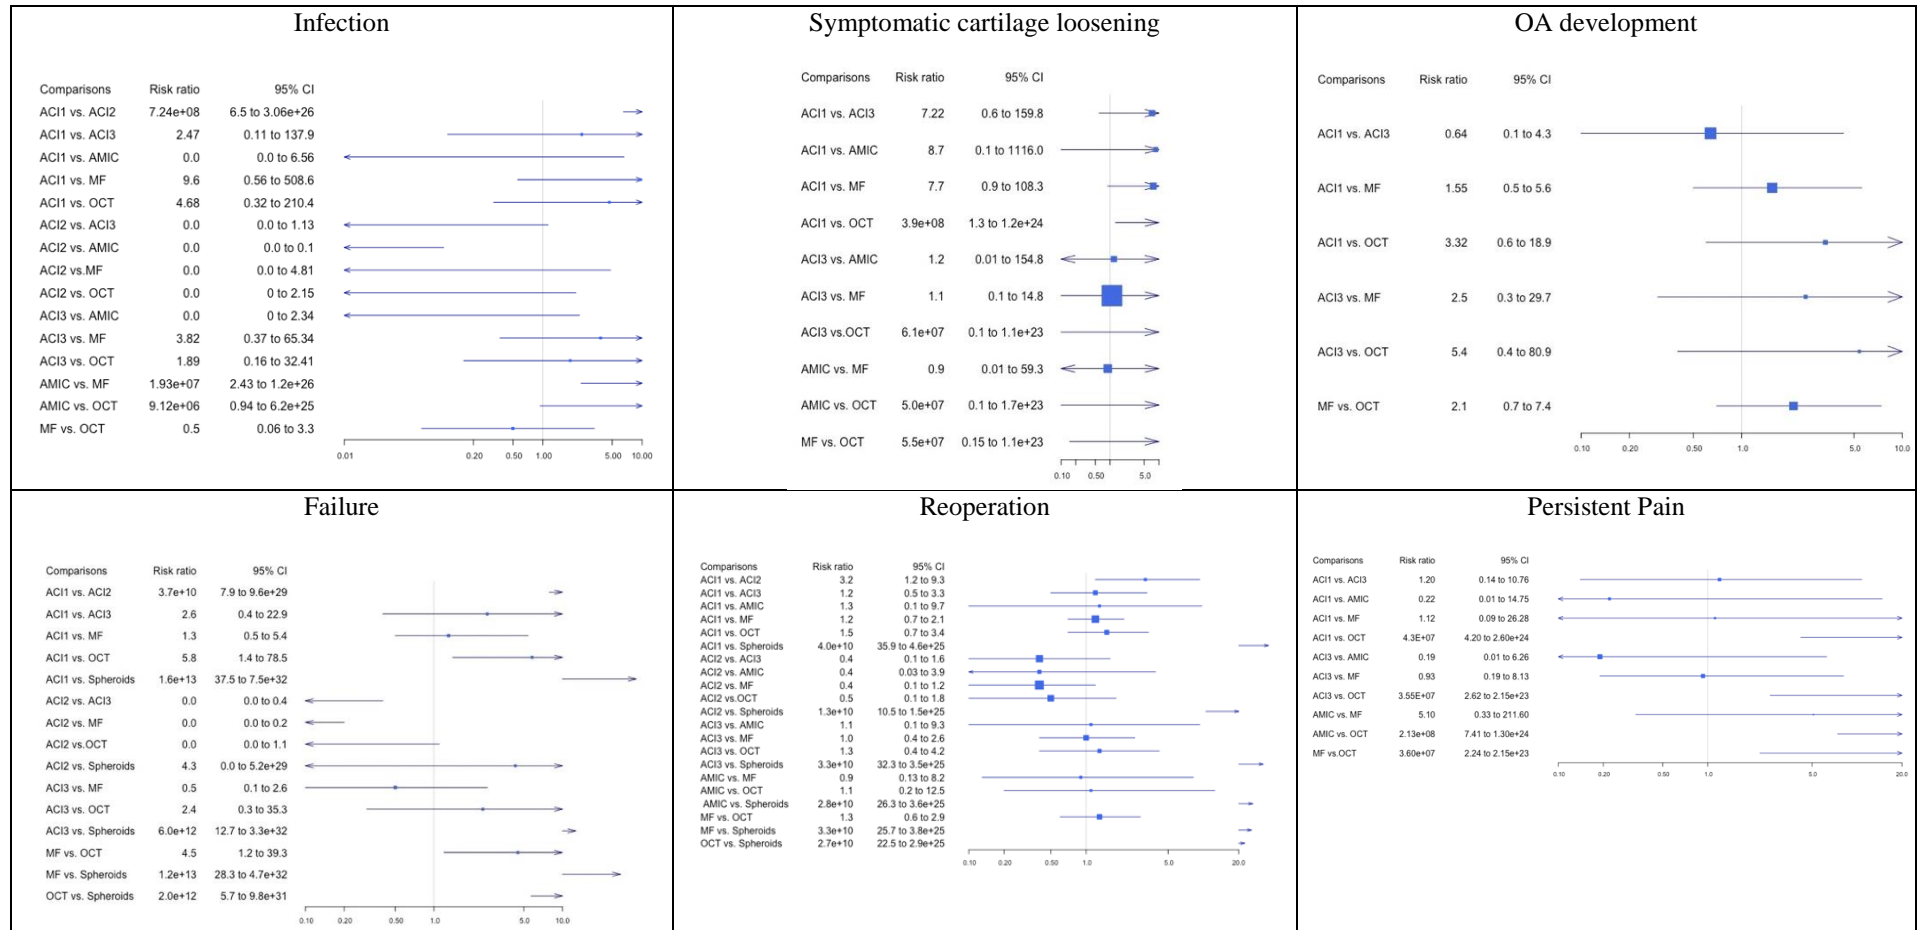 Infection
Comparisons Risk ratio 95% CI
ACI1 vs. ACI2 7.24e+08 6.5 to 3.06e+26
ACI1 vs. ACI3 2.47 0.11 to 137.9
ACI1 vs. AMIC 0.0 0.0 to 6.56
ACI1 vs. MF 9.6 0.56 to 508.6
ACI1 vs. OCT 4.68 0.32 to 210.4
ACI2 vs. ACI3 0.0 0.0 to 1.13
ACI2 vs. AMIC 0.0 0.0 to 0.1
ACI2 vs.MF 0.0 0.0 to 4.81
ACI2 vs. OCT 0.0 0 to 2.15
ACI3 vs. AMIC 0.0 0 to 2.34
ACI3 vs. MF 3.82 0.37 to 65.34
ACI3 vs. OCT 1.89 0.16 to 32.41
AMIC vs. MF 1.93e+07 2.43 to 1.2e+26
AMIC vs. OCT 9.12e+06 0.94 to 6.2e+25
MF vs. OCT 0.5 0.06 to 3.3
0.01 0.20 0.50 1.00 5.00 10.00
Symptomatic cartilage loosening
Comparisons Risk ratio 95% CI
ACI1 vs. ACI3 7.22 0.6 to 159.8
ACI1 vs. AMIC 8.7 0.1 to 1116.0
ACI1 vs. MF 7.7 0.9 to 108.3
ACI1 vs. OCT 3.9e+08 1.3 to 1.2e+24
ACI3 vs. AMIC 1.2 0.01 to 154.8
ACI3 vs. MF 1.1 0.1 to 14.8
ACI3 vs.OCT 6.1e+07 0.1 to 1.1e+23
AMIC vs. MF 0.9 0.01 to 59.3
AMIC vs. OCT 5.0e+07 0.1 to 1.7e+23
MF vs. OCT 5.5e+07 0.15 to 1.1e+23
0.10 0.50 5.0
OA development
Comparisons Risk ratio 95% CI
ACI1 vs. ACI3 0.64 0.1 to 4.3
ACI1 vs. MF 1.55 0.5 to 5.6
ACI1 vs. OCT 3.32 0.6 to 18.9
ACI3 vs. MF 2.5 0.3 to 29.7
ACI3 vs. OCT 5.4 0.4 to 80.9
MF vs. OCT 2.1 0.7 to 7.4
0.10 0.20 0.50 1.0 5.0 10.0
Failure
Comparisons Risk ratio 95% CI
ACI1 vs. ACI2 3.7e+10 7.9 to 9.6e+29
ACI1 vs. ACI3 2.6 0.4 to 22.9
ACI1 vs. MF 1.3 0.5 to 5.4
ACI1 vs. OCT 5.8 1.4 to 78.5
ACI1 vs. Spheroids 1.6e+13 37.5 to 7.5e+32
ACI2 vs. ACI3 0.0 0.0 to 0.4
ACI2 vs. MF 0.0 0.0 to 0.2
ACI2 vs.OCT 0.0 0.0 to 1.1
ACI2 vs. Spheroids 4.3 0.0 to 5.2e+29
ACI3 vs. MF 0.5 0.1 to 2.6
ACI3 vs. OCT 2.4 0.3 to 35.3
ACI3 vs. Spheroids 6.0e+12 12.7 to 3.3e+32
MF vs. OCT 4.5 1.2 to 39.3
MF vs. Spheroids 1.2e+13 28.3 to 4.7e+32
OCT vs. Spheroids 2.0e+12 5.7 to 9.8e+31
0.10 0.20 0.50 1.0 5.0 10.0
Reoperation
Comparisons Risk ratio 95% CI
ACI1 vs. ACI2 3.2 1.2 to 9.3
ACI1 vs. ACI3 1.2 0.5 to 3.3
ACI1 vs. AMIC 1.3 0.1 to 9.7
ACI1 vs. MF 1.2 0.7 to 2.1
ACI1 vs. OCT 1.5 0.7 to 3.4
ACI1 vs. Spheroids 4.0e+10 35.9 to 4.6e+25
ACI2 vs. ACI3 0.4 0.1 to 1.6
ACI2 vs. AMIC 0.4 0.03 to 3.9
ACI2 vs. MF 0.4 0.1 to 1.2
ACI2 vs.OCT 0.5 0.1 to 1.8
ACI2 vs. Spheroids 1.3e+10 10.5 to 1.5e+25
ACI3 vs. AMIC 1.1 0.1 to 9.3
ACI3 vs. MF 1.0 0.4 to 2.6
ACI3 vs. OCT 1.3 0.4 to 4.2
ACI3 vs. Spheroids 3.3e+10 32.3 to 3.5e+25
AMIC vs. MF 0.9 0.13 to 8.2
AMIC vs. OCT 1.1 0.2 to 12.5
AMIC vs. Spheroids 2.8e+10 26.3 to 3.6e+25
MF vs. OCT 1.3 0.6 to 2.9
MF vs. Spheroids 3.3e+10 25.7 to 3.8e+25
OCT vs. Spheroids 2.7e+10 22.5 to 2.9e+25
0.10 0.20 0.50 1.0 5.0 20.0
Persistent Pain
Comparisons Risk ratio 95% CI
ACI1 vs. ACI3 1.20 0.14 to 10.76
ACI1 vs. AMIC 0.22 0.01 to 14.75
ACI1 vs. MF 1.12 0.09 to 26.28
ACI1 vs. OCT 4.3E+07 4.20 to 2.60e+24
ACI3 vs. AMIC 0.19 0.01 to 6.26
ACI3 vs. MF 0.93 0.19 to 8.13
ACI3 vs. OCT 3.55E+07 2.62 to 2.15e+23
AMIC vs. MF 5.10 0.33 to 211.60
AMIC vs. OCT 2.13e+08 7.41 to 1.30e+24
MF vs.OCT 3.60e+07 2.24 to 2.15e+23
0.10 0.20 0.50 1.0 5.0 20.0